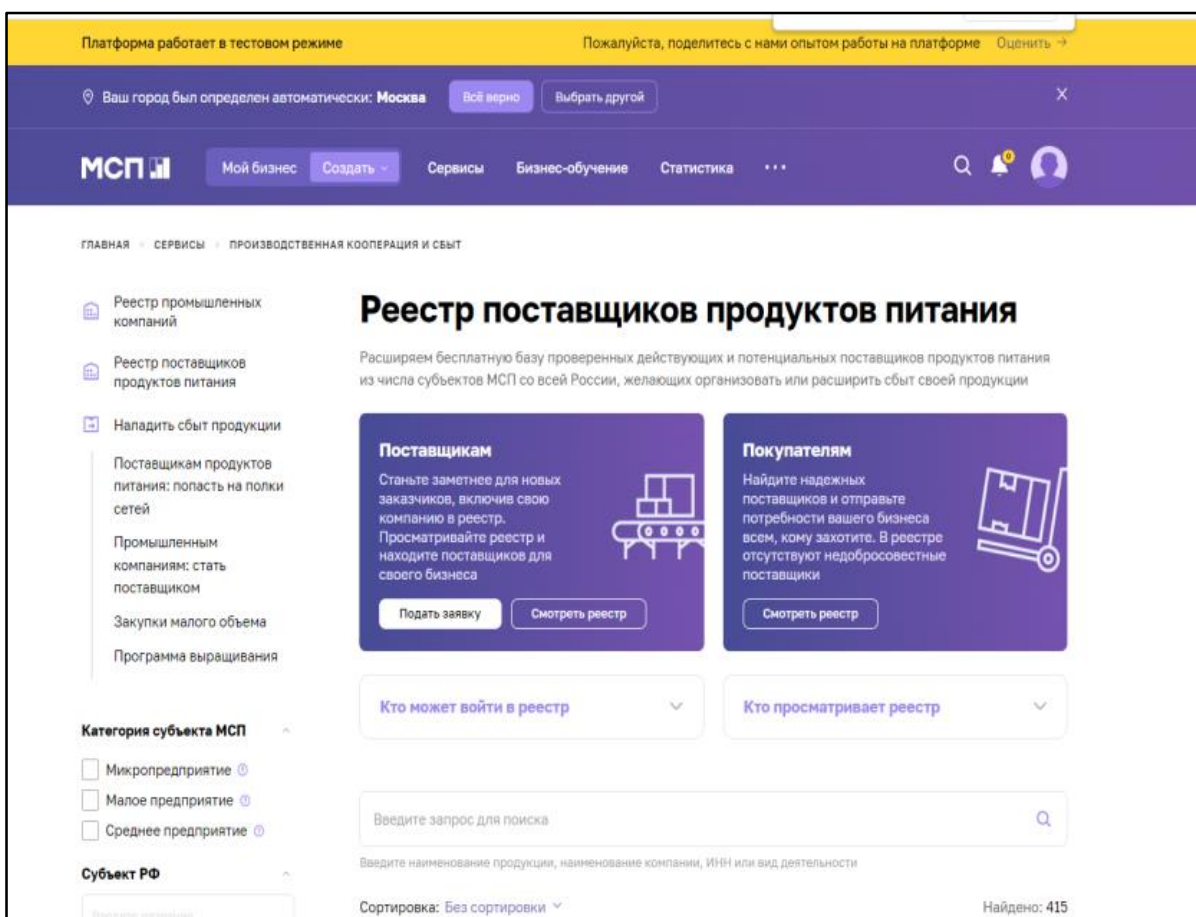 Платформа работает в тестовом режиме
Пожалуйста, поделитесь с нами опытом работы на платформе Оценить →
Ваш город был определен автоматически: Москва
Всё верно
Выбрать другой
МСП
Мой бизнес
Создать
Сервисы
Бизнес-обучение
Статистика
ГЛАВНАЯ
СЕРВИСЫ
ПРОИЗВОДСТВЕННАЯ КООПЕРАЦИЯ И СБЫТ
Реестр промышленных
компаний
Реестр поставщиков
продуктов питания
Наладить сбыт продукции
Поставщикам продуктов
питания: попасть на полки
сетей
Промышленным
компаниям: стать
поставщиком
Закупки малого объема
Программа выращивания
Категория субъекта МСП
Микропредприятие
Малое предприятие
Среднее предприятие
Субъект РФ
Реестр поставщиков продуктов питания
Расширяем бесплатную базу проверенных действующих и потенциальных поставщиков продуктов питания
из числа субъектов МСП со всей России, желающих организовать или расширить сбыт своей продукции
Поставщикам
Станьте заметнее для новых
заказчиков, включив свою
компанию в реестр.
Просматривайте реестр и
находите поставщиков для
своего бизнеса
Подать заявку
Смотреть реестр
Покупателям
Найдите надежных
поставщиков и отправьте
потребности вашего бизнеса
всем, кому захотите. В реестре
отсутствуют недобросовестные
поставщики
Смотреть реестр
Кто может войти в реестр
Кто просматривает реестр
Введите запрос для поиска
Введите наименование продукции, наименование компании, ИНН или вид деятельности
Сортировка: Без сортировки
Найдено: 415